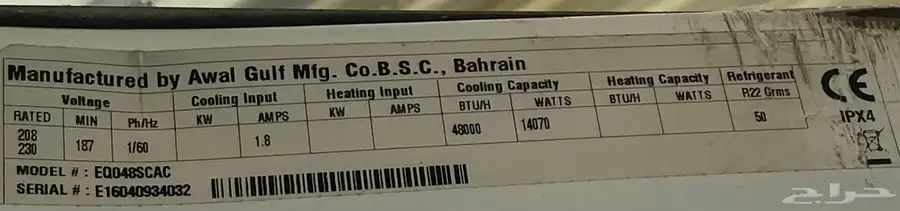 Manufactured by Awal Gulf Mfg. Co.B.S.C., Bahrain
Voltage Cooling Input Heating Input Cooling Capacity Heating Capacity Refrigerant
RATED MIN Ph/Hz KW AMPS KW AMPS BTU/H WATTS BTU/H WATTS R22 Grms
208
230 187 1/60 1.8 48000 14070 50
MODEL # : EQ048SCAC
SERIAL # : E16040934032
CE
IPX4
حراج